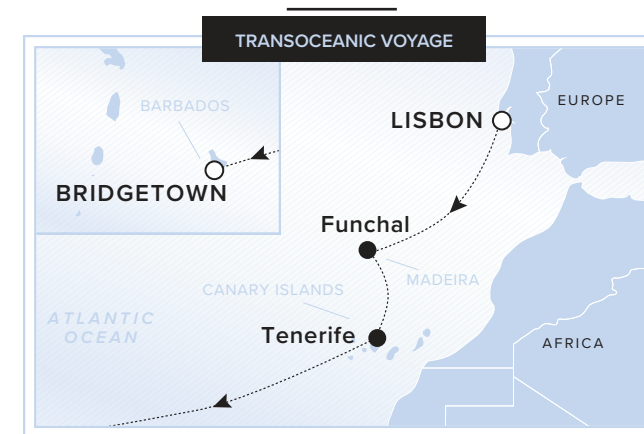 TRANSOCEANIC VOYAGE
BARBADOS
BRIDGETOWN
LISBON
EUROPE
Funchal
MADEIRA
CANARY ISLANDS
ATLANTIC
OCEAN
Tenerife
AFRICA